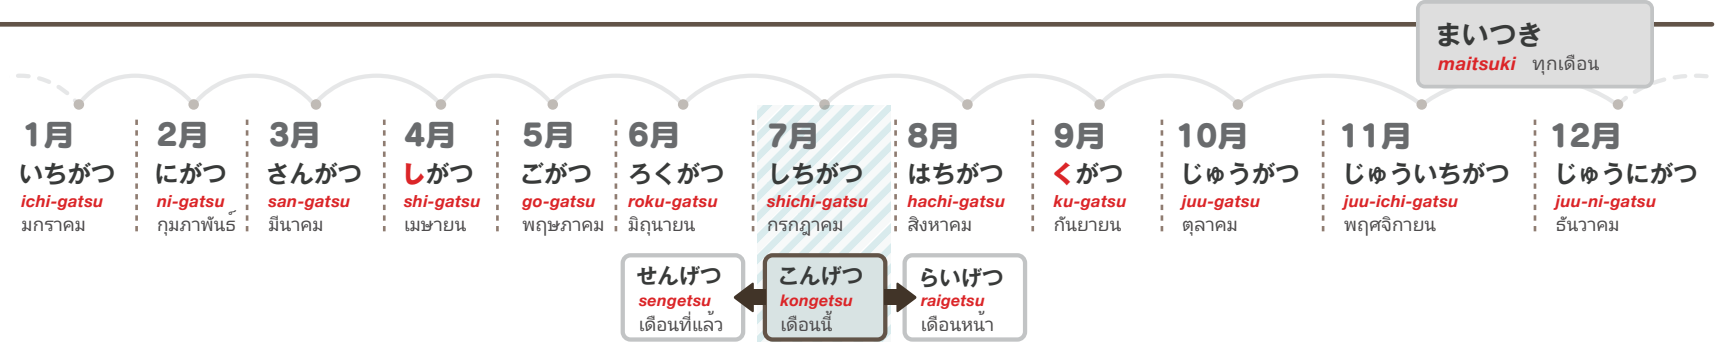 まいつき
maitsuki ทุกเดือน
1月
いちがつ
ichi-gatsu
มกราคม
2月
にがつ
ni-gatsu
กุมภาพันธ์
3月
さんがつ
san-gatsu
มีนาคม
4月
しがつ
shi-gatsu
เมษายน
5月
ごがつ
go-gatsu
พฤษภาคม
6月
ろくがつ
roku-gatsu
มิถุนายน
7月
しちがつ
shichi-gatsu
กรกฎาคม
8月
はちがつ
hachi-gatsu
สิงหาคม
9月
くがつ
ku-gatsu
กันยายน
10月
じゅうがつ
juu-gatsu
ตุลาคม
11月
じゅういちがつ
juu-ichi-gatsu
พฤศจิกายน
12月
じゅうにがつ
juu-ni-gatsu
ธันวาคม
せんげつ
sengetsu
เดือนที่แล้ว
こんげつ
kongetsu
เดือนนี้
らいげつ
raigetsu
เดือนหน้า